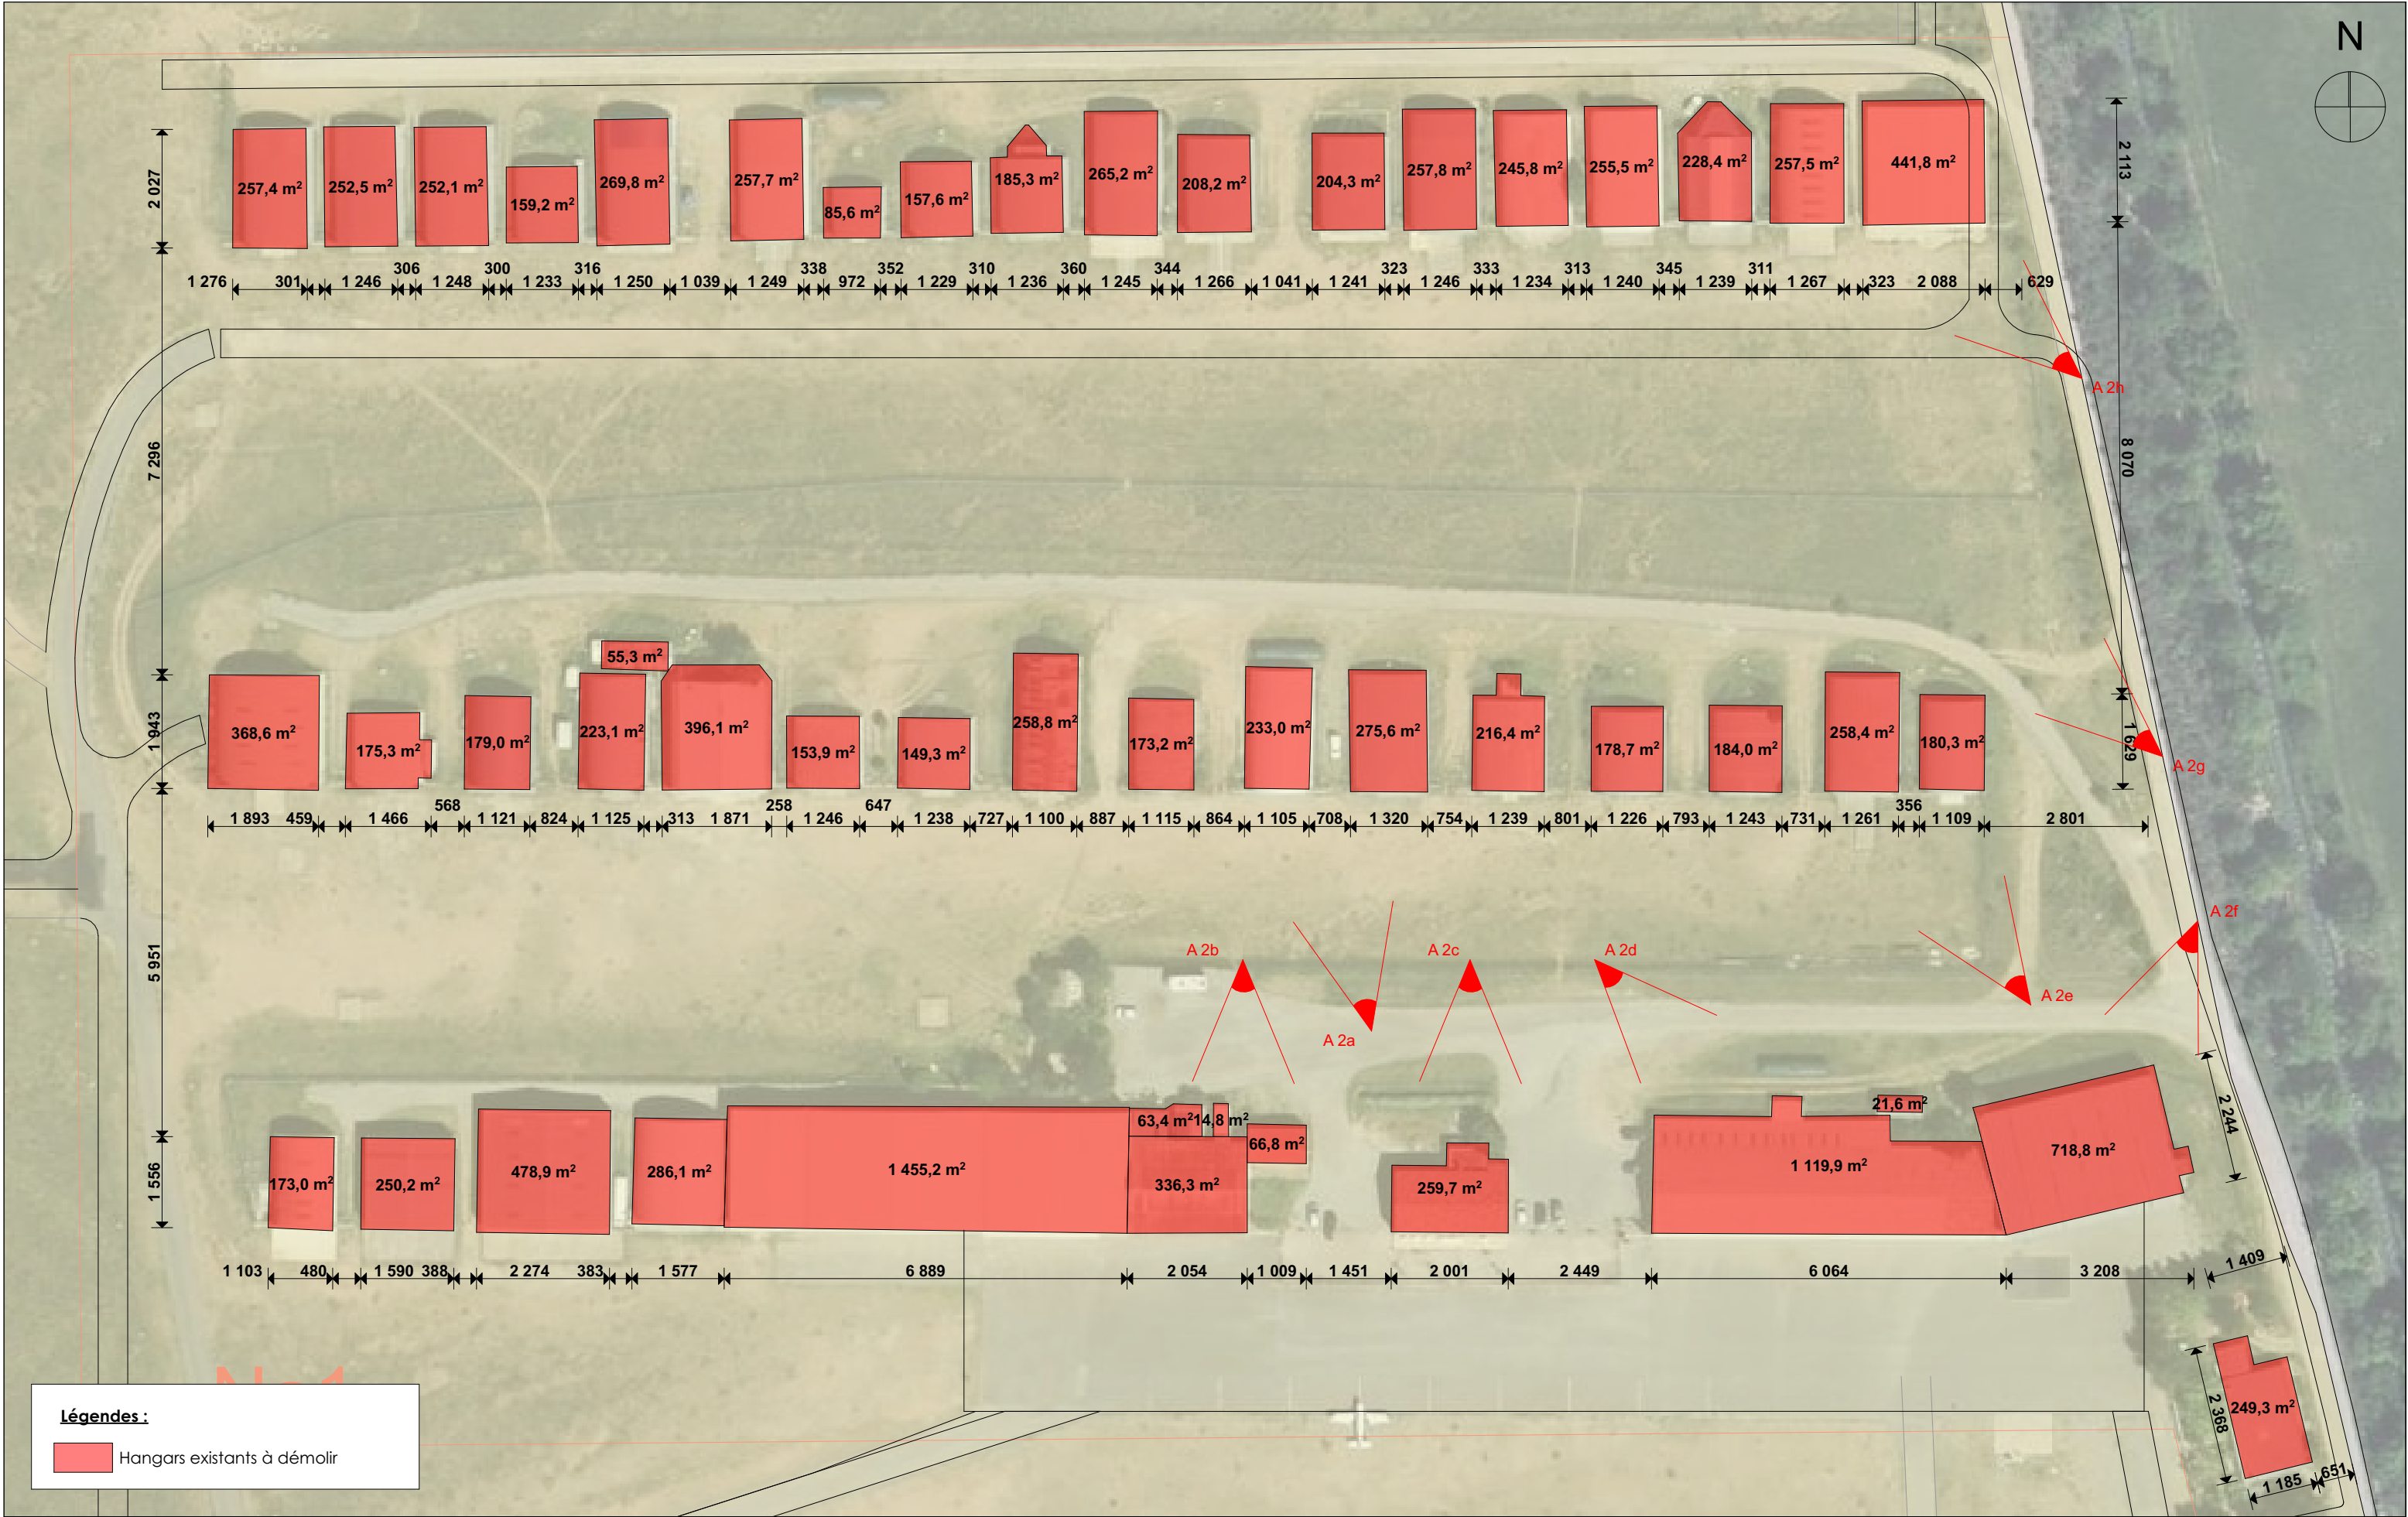 N
257,4 m²
252,5 m²
252,1 m²
159,2 m²
269,8 m²
257,7 m²
85,6 m²
157,6 m²
185,3 m²
265,2 m²
208,2 m²
204,3 m²
257,8 m²
245,8 m²
255,5 m²
228,4 m²
257,5 m²
441,8 m²
2 027
2 113
306 300 316 338 352 310 360 344 323 333 313 345 311
1 276 301 1 246 1 248 1 233 1 250 1 039 1 249 972 1 229 1 236 1 245 1 266 1 041 1 241 1 246 1 234 1 240 1 239 1 267 323 2 088 629
A 2h
7 296
8 070
55,3 m²
368,6 m²
175,3 m²
179,0 m²
223,1 m²
396,1 m²
153,9 m²
149,3 m²
258,8 m²
173,2 m²
233,0 m²
275,6 m²
216,4 m²
178,7 m²
184,0 m²
258,4 m²
180,3 m²
1 943
1 629
A 2g
568 258 647 356
1 893 459 1 466 1 121 824 1 125 313 1 871 1 246 1 238 727 1 100 887 1 115 864 1 105 708 1 320 754 1 239 801 1 226 793 1 243 731 1 261 1 109 2 801
A 2f
5 951
A 2b
A 2c
A 2d
A 2e
A 2a
2 244
63,4 m²
14,8 m²
66,8 m²
21,6 m²
173,0 m²
250,2 m²
478,9 m²
286,1 m²
1 455,2 m²
336,3 m²
259,7 m²
1 119,9 m²
718,8 m²
1 556
1 103 480 1 590 388 2 274 383 1 577 6 889 2 054 1 009 1 451 2 001 2 449 6 064 3 208 1 409
2 368
249,3 m²
1 185 651
Légendes :
Hangars existants à démolir